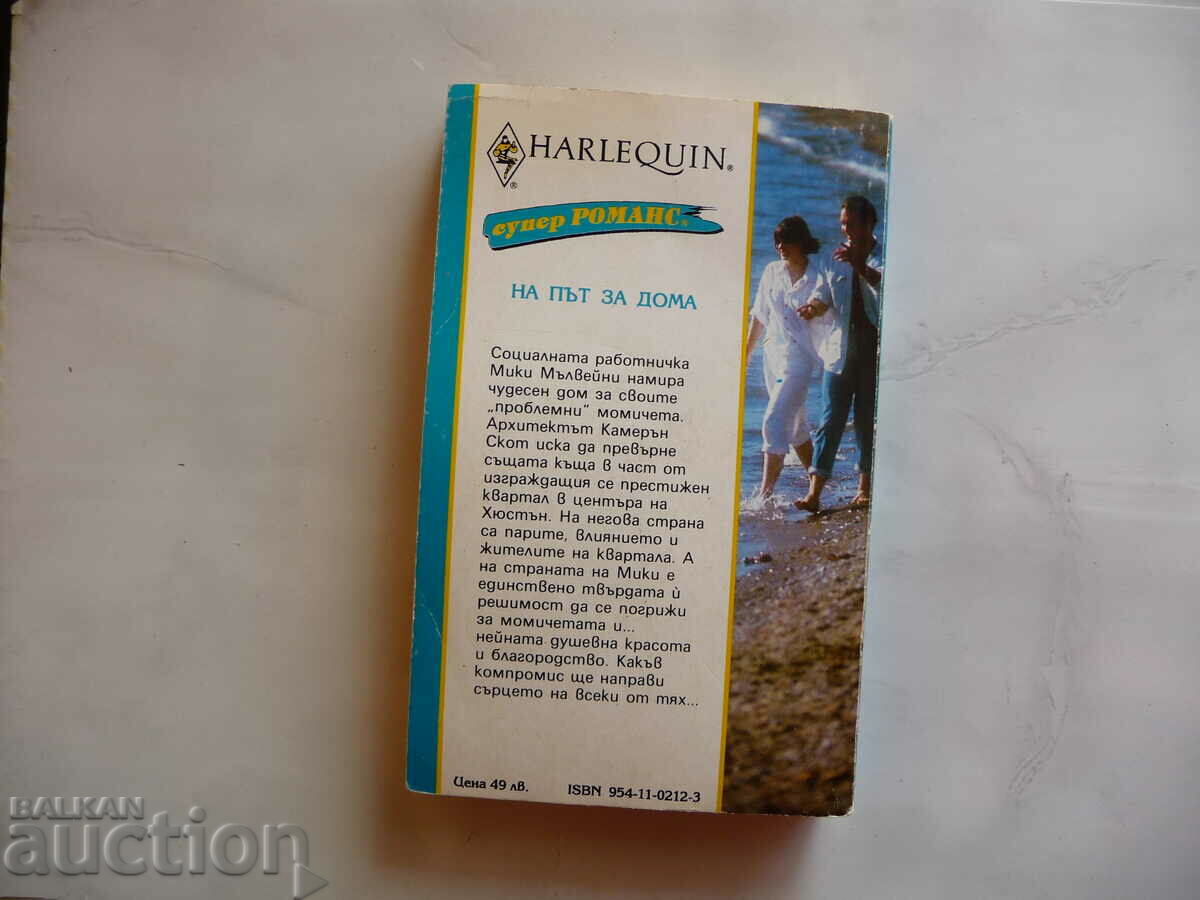 HARLEQUIN®
®
супер РОМАНС®
НА ПЪТ ЗА ДОМА
Социалната работничка
Мики Мълвейни намира
чудесен дом за своите
„проблемни“ момичета.
Архитектът Камерън
Скот иска да превърне
същата къща в част от
изграждащия се престижен
квартал в центъра на
Хюстън. На негова страна
са парите, влиянието и
жителите на квартала. А
на страната на Мики е
единствено твърдата ѝ
решимост да се погрижи
за момичетата и...
нейната душевна красота
и благородство. Какъв
компромис ще направи
сърцето на всеки от тях...
Цена 49 лв. ISBN 954-11-0212-3
BALKAN
auction